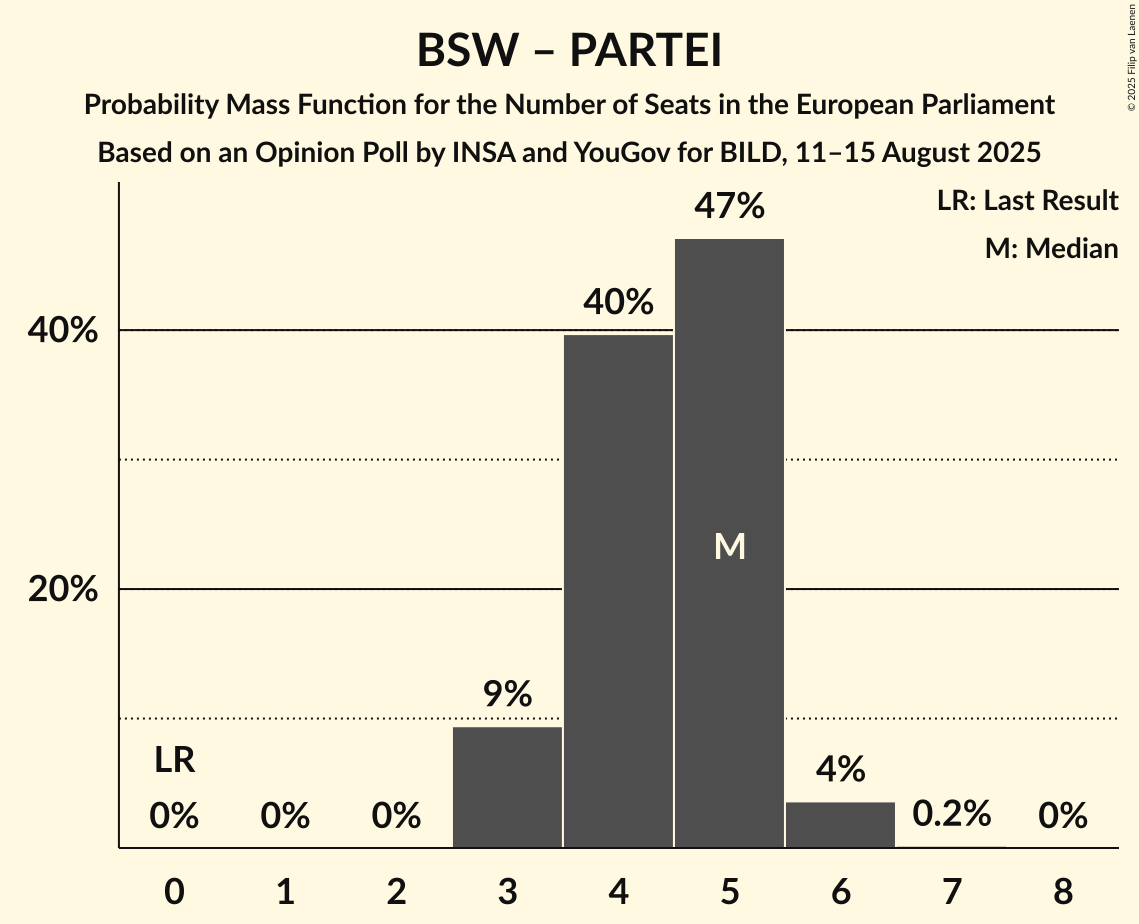 BSW – PARTEI
Probability Mass Function for the Number of Seats in the European Parliament
Based on an Opinion Poll by INSA and YouGov for BILD, 11–15 August 2025
© 2025 Filip van Laenen
LR: Last Result
M: Median
47%
40%
40%
M
20%
9%
LR
4%
0%
0%
0%
0.2%
0%
0
1
2
3
4
5
6
7
8